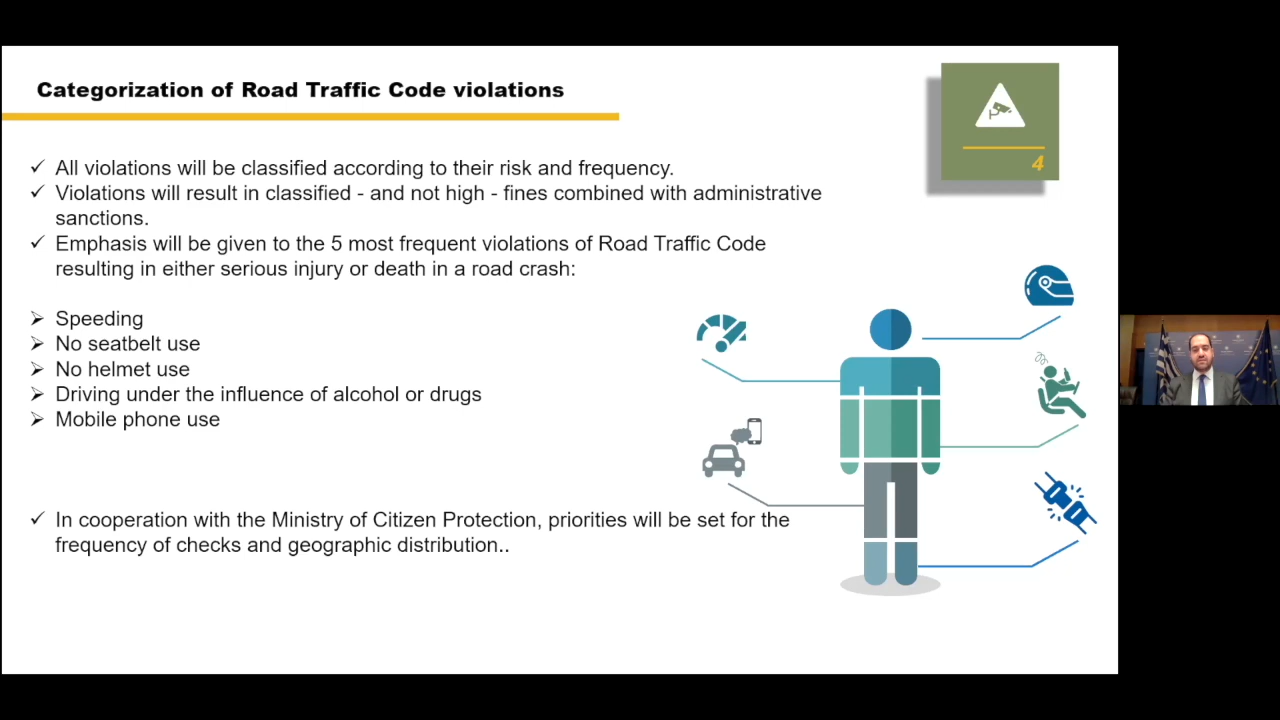 Categorization of Road Traffic Code violations
4
✓ All violations will be classified according to their risk and frequency.
✓ Violations will result in classified - and not high - fines combined with administrative
sanctions.
✓ Emphasis will be given to the 5 most frequent violations of Road Traffic Code
resulting in either serious injury or death in a road crash:
➢ Speeding
➢ No seatbelt use
➢ No helmet use
➢ Driving under the influence of alcohol or drugs
➢ Mobile phone use
✓ In cooperation with the Ministry of Citizen Protection, priorities will be set for the
frequency of checks and geographic distribution..